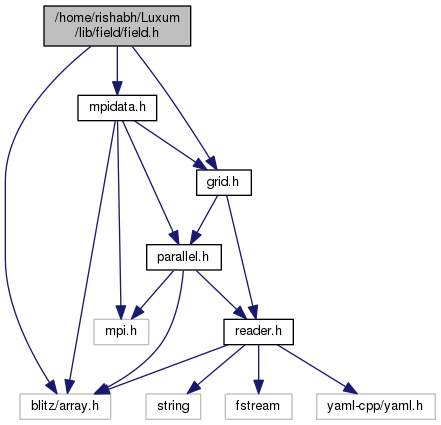 /home/rishabh/Luxum
/lib/field/field.h
mpidata.h
grid.h
parallel.h
mpi.h
reader.h
blitz/array.h
string
fstream
yaml-cpp/yaml.h